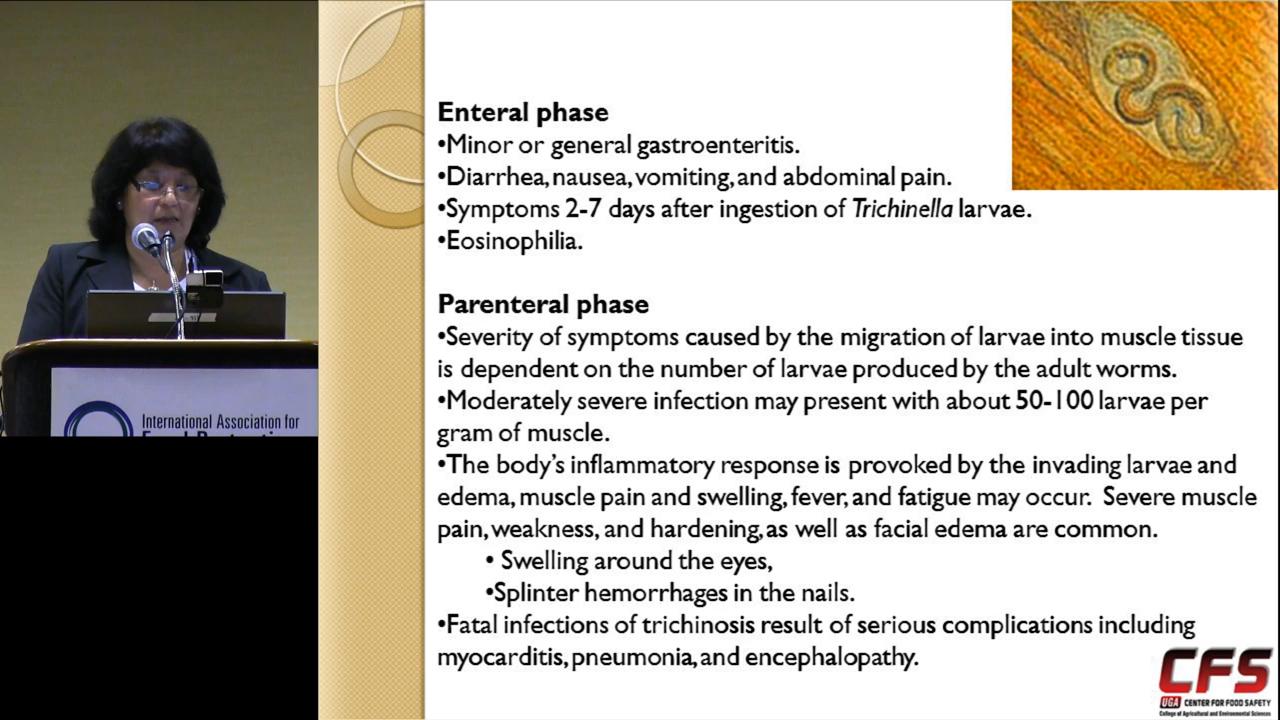 Enteral phase
•Minor or general gastroenteritis.
•Diarrhea, nausea, vomiting, and abdominal pain.
•Symptoms 2-7 days after ingestion of Trichinella larvae.
•Eosinophilia.
Parenteral phase
•Severity of symptoms caused by the migration of larvae into muscle tissue
is dependent on the number of larvae produced by the adult worms.
•Moderately severe infection may present with about 50-100 larvae per
gram of muscle.
•The body's inflammatory response is provoked by the invading larvae and
edema, muscle pain and swelling, fever, and fatigue may occur. Severe muscle
pain, weakness, and hardening, as well as facial edema are common.
• Swelling around the eyes,
•Splinter hemorrhages in the nails.
•Fatal infections of trichinosis result of serious complications including
myocarditis, pneumonia, and encephalopathy.
International Association for
CFS
UGA CENTER FOR FOOD SAFETY
College of Agricultural and Environmental Sciences